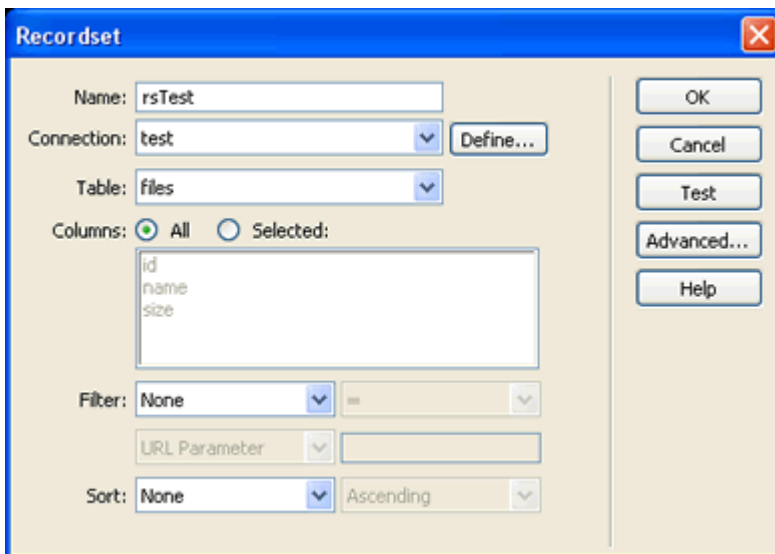 Recordset
Name: rsTest
OK
Connection: test Define...
Cancel
Table: files
Test
Columns: All Selected:
Advanced...
id
name
size
Help
Filter: None =
URL Parameter
Sort: None Ascending